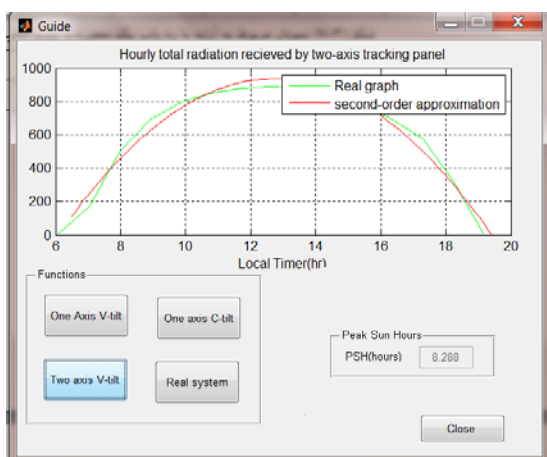 Guide
Hourly total radiation recieved by two-axis tracking panel
1000
800
600
400
200
0
Real graph
second-order approximation
6 8 10 12 14 16 18 20
Local Timer(hr)
Functions
One Axis V-tilt
One axis C-tilt
Two axis V-tilt
Real system
Peak Sun Hours
PSH(hours) 8.288
Close